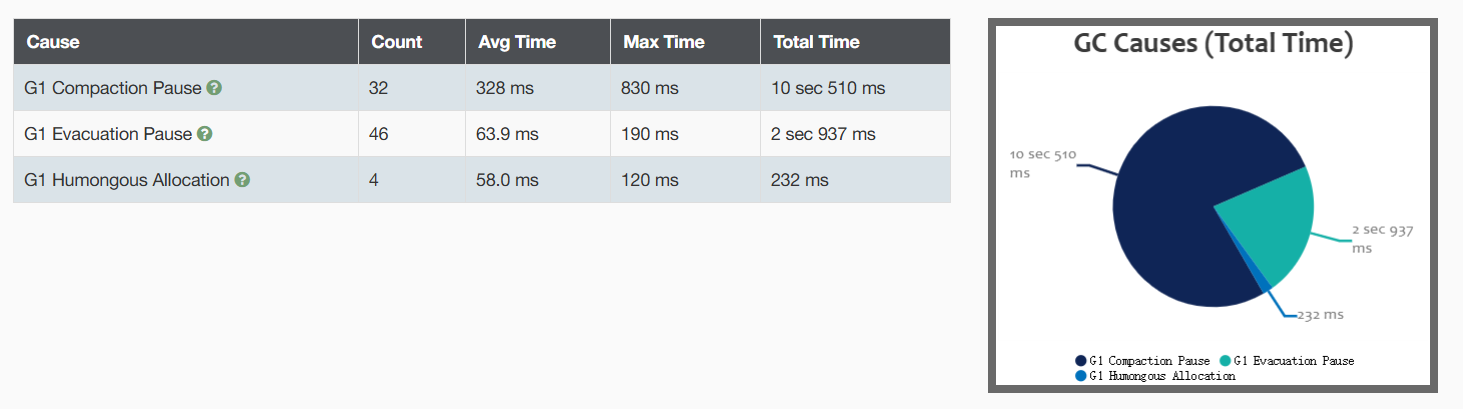 Cause Count Avg Time Max Time Total Time
G1 Compaction Pause 32 328 ms 830 ms 10 sec 510 ms
G1 Evacuation Pause 46 63.9 ms 190 ms 2 sec 937 ms
G1 Humongous Allocation 4 58.0 ms 120 ms 232 ms
GC Causes (Total Time)
10 sec 510
ms
2 sec 937
ms
232 ms
G1 Compaction Pause G1 Evacuation Pause
G1 Humongous Allocation